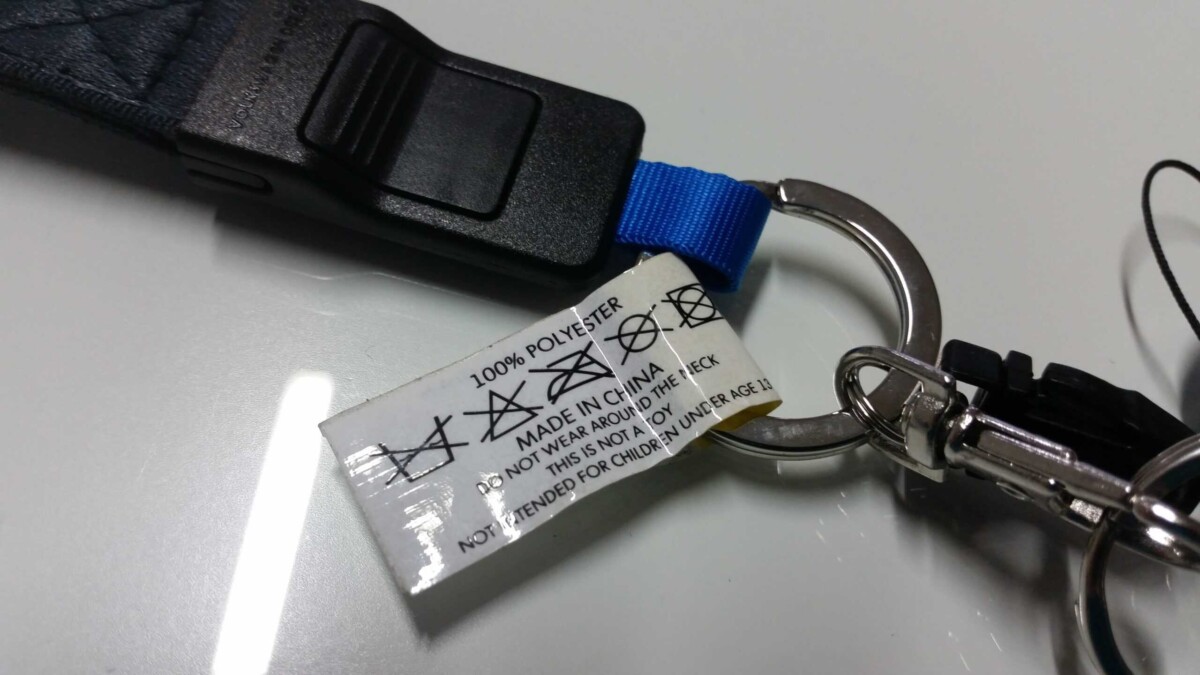 100% POLYESTER
MADE IN CHINA
DO NOT WEAR AROUND THE NECK
THIS IS NOT A TOY
NOT INTENDED FOR CHILDREN UNDER AGE 13